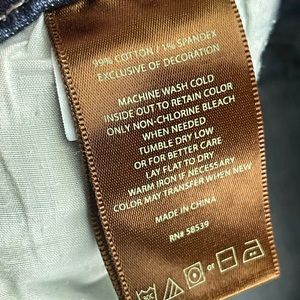 99% COTTON / 1% SPANDEX
EXCLUSIVE OF DECORATION
MACHINE WASH COLD
INSIDE OUT TO RETAIN COLOR
ONLY NON-CHLORINE BLEACH
WHEN NEEDED
TUMBLE DRY LOW
OR FOR BETTER CARE
LAY FLAT TO DRY
WARM IRON IF NECESSARY
COLOR MAY TRANSFER WHEN NEW
MADE IN CHINA
RN# 58539
or